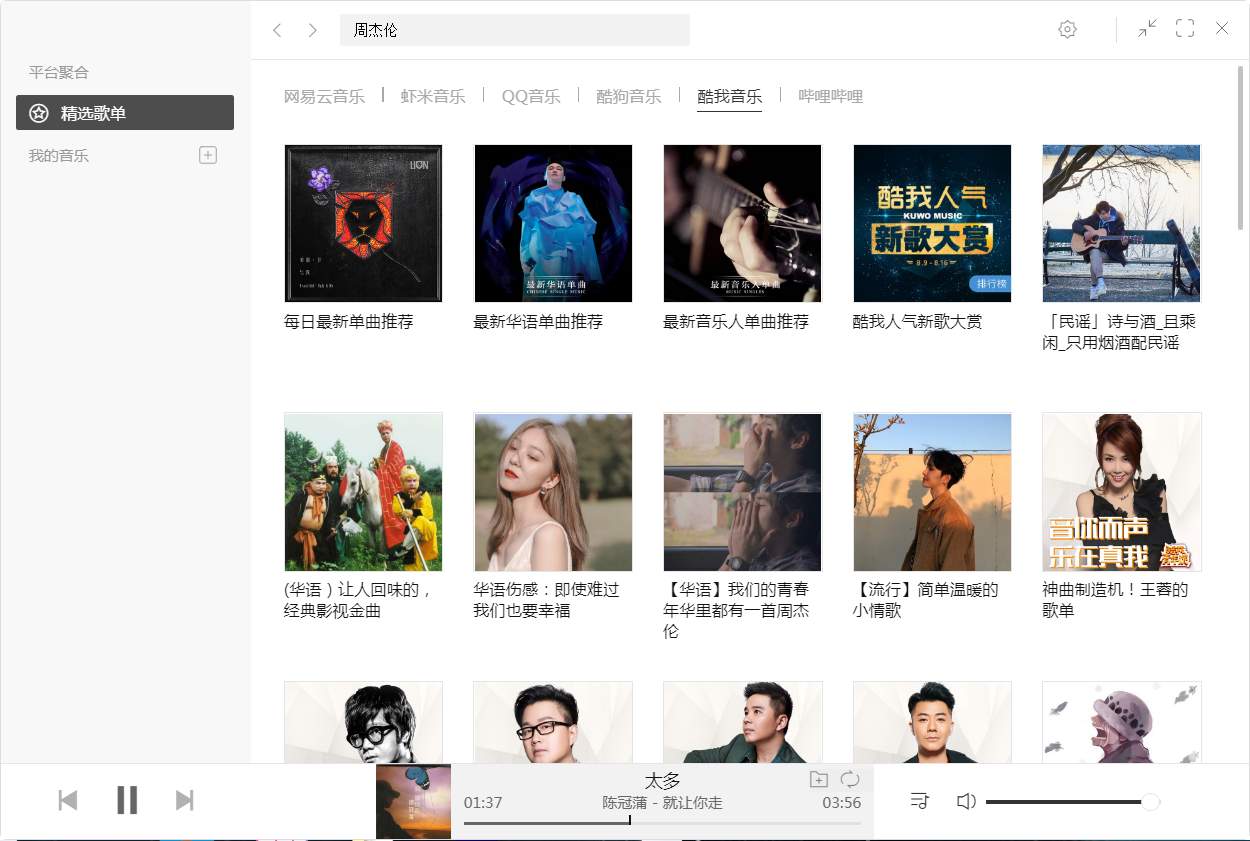 周杰伦
平台聚合
精选歌单
我的音乐
网易云音乐
虾米音乐
QQ音乐
酷狗音乐
酷我音乐
哔哩哔哩
LION
最新华语单曲
CHINESE SINGLE MUSIC
最新音乐人单曲
MUSIC SINGLES
酷我人气
KUWO MUSIC
新歌大赏
8.9 - 8.16
排行榜
每日最新单曲推荐
最新华语单曲推荐
最新音乐人单曲推荐
酷我人气新歌大赏
「民谣」诗与酒_且乘
闲_只用烟酒配民谣
音你而声
乐在真我
(华语）让人回味的，
经典影视金曲
华语伤感：即使难过
我们也要幸福
【华语】我们的青春
年华里都有一首周杰
伦
【流行】简单温暖的
小情歌
神曲制造机！王蓉的
歌单
太多
01:37
陈冠蒲 - 就让你走
03:56